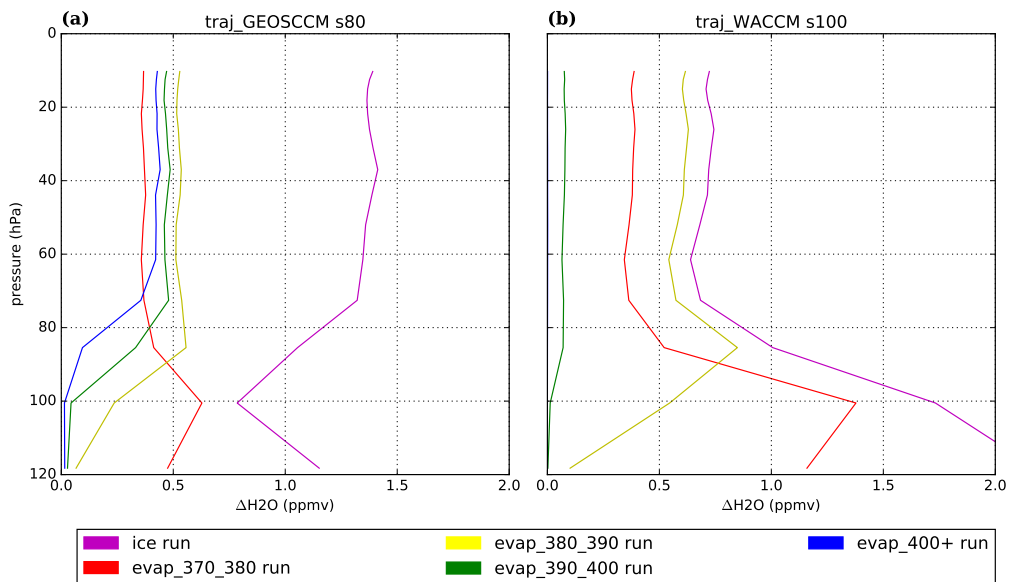 (a) traj_GEOSCCM s80
(b) traj_WACCM s100
pressure (hPa)
0
20
40
60
80
100
120
0.0 0.5 1.0 1.5 2.0
ΔH2O (ppmv)
0.0 0.5 1.0 1.5 2.0
ΔH2O (ppmv)
ice run
evap_370_380 run
evap_380_390 run
evap_390_400 run
evap_400+ run